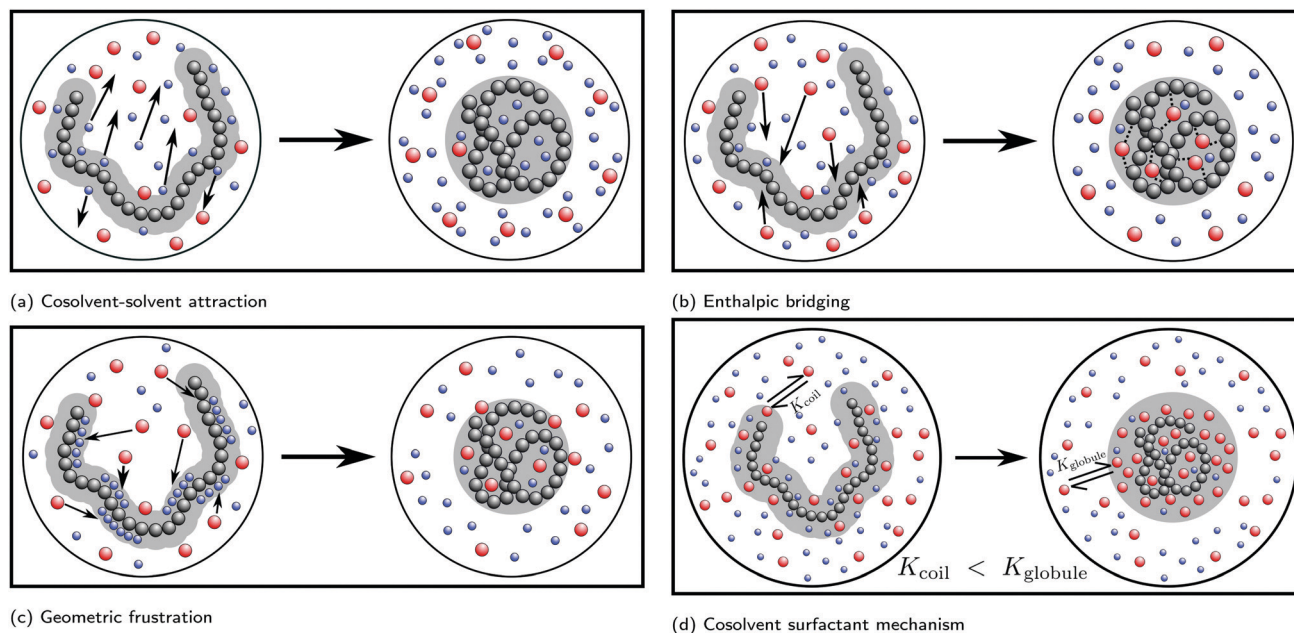 (a) Cosolvent-solvent attraction
(b) Enthalpic bridging
K_coil
K_globule
K_coil < K_globule
(c) Geometric frustration
(d) Cosolvent surfactant mechanism